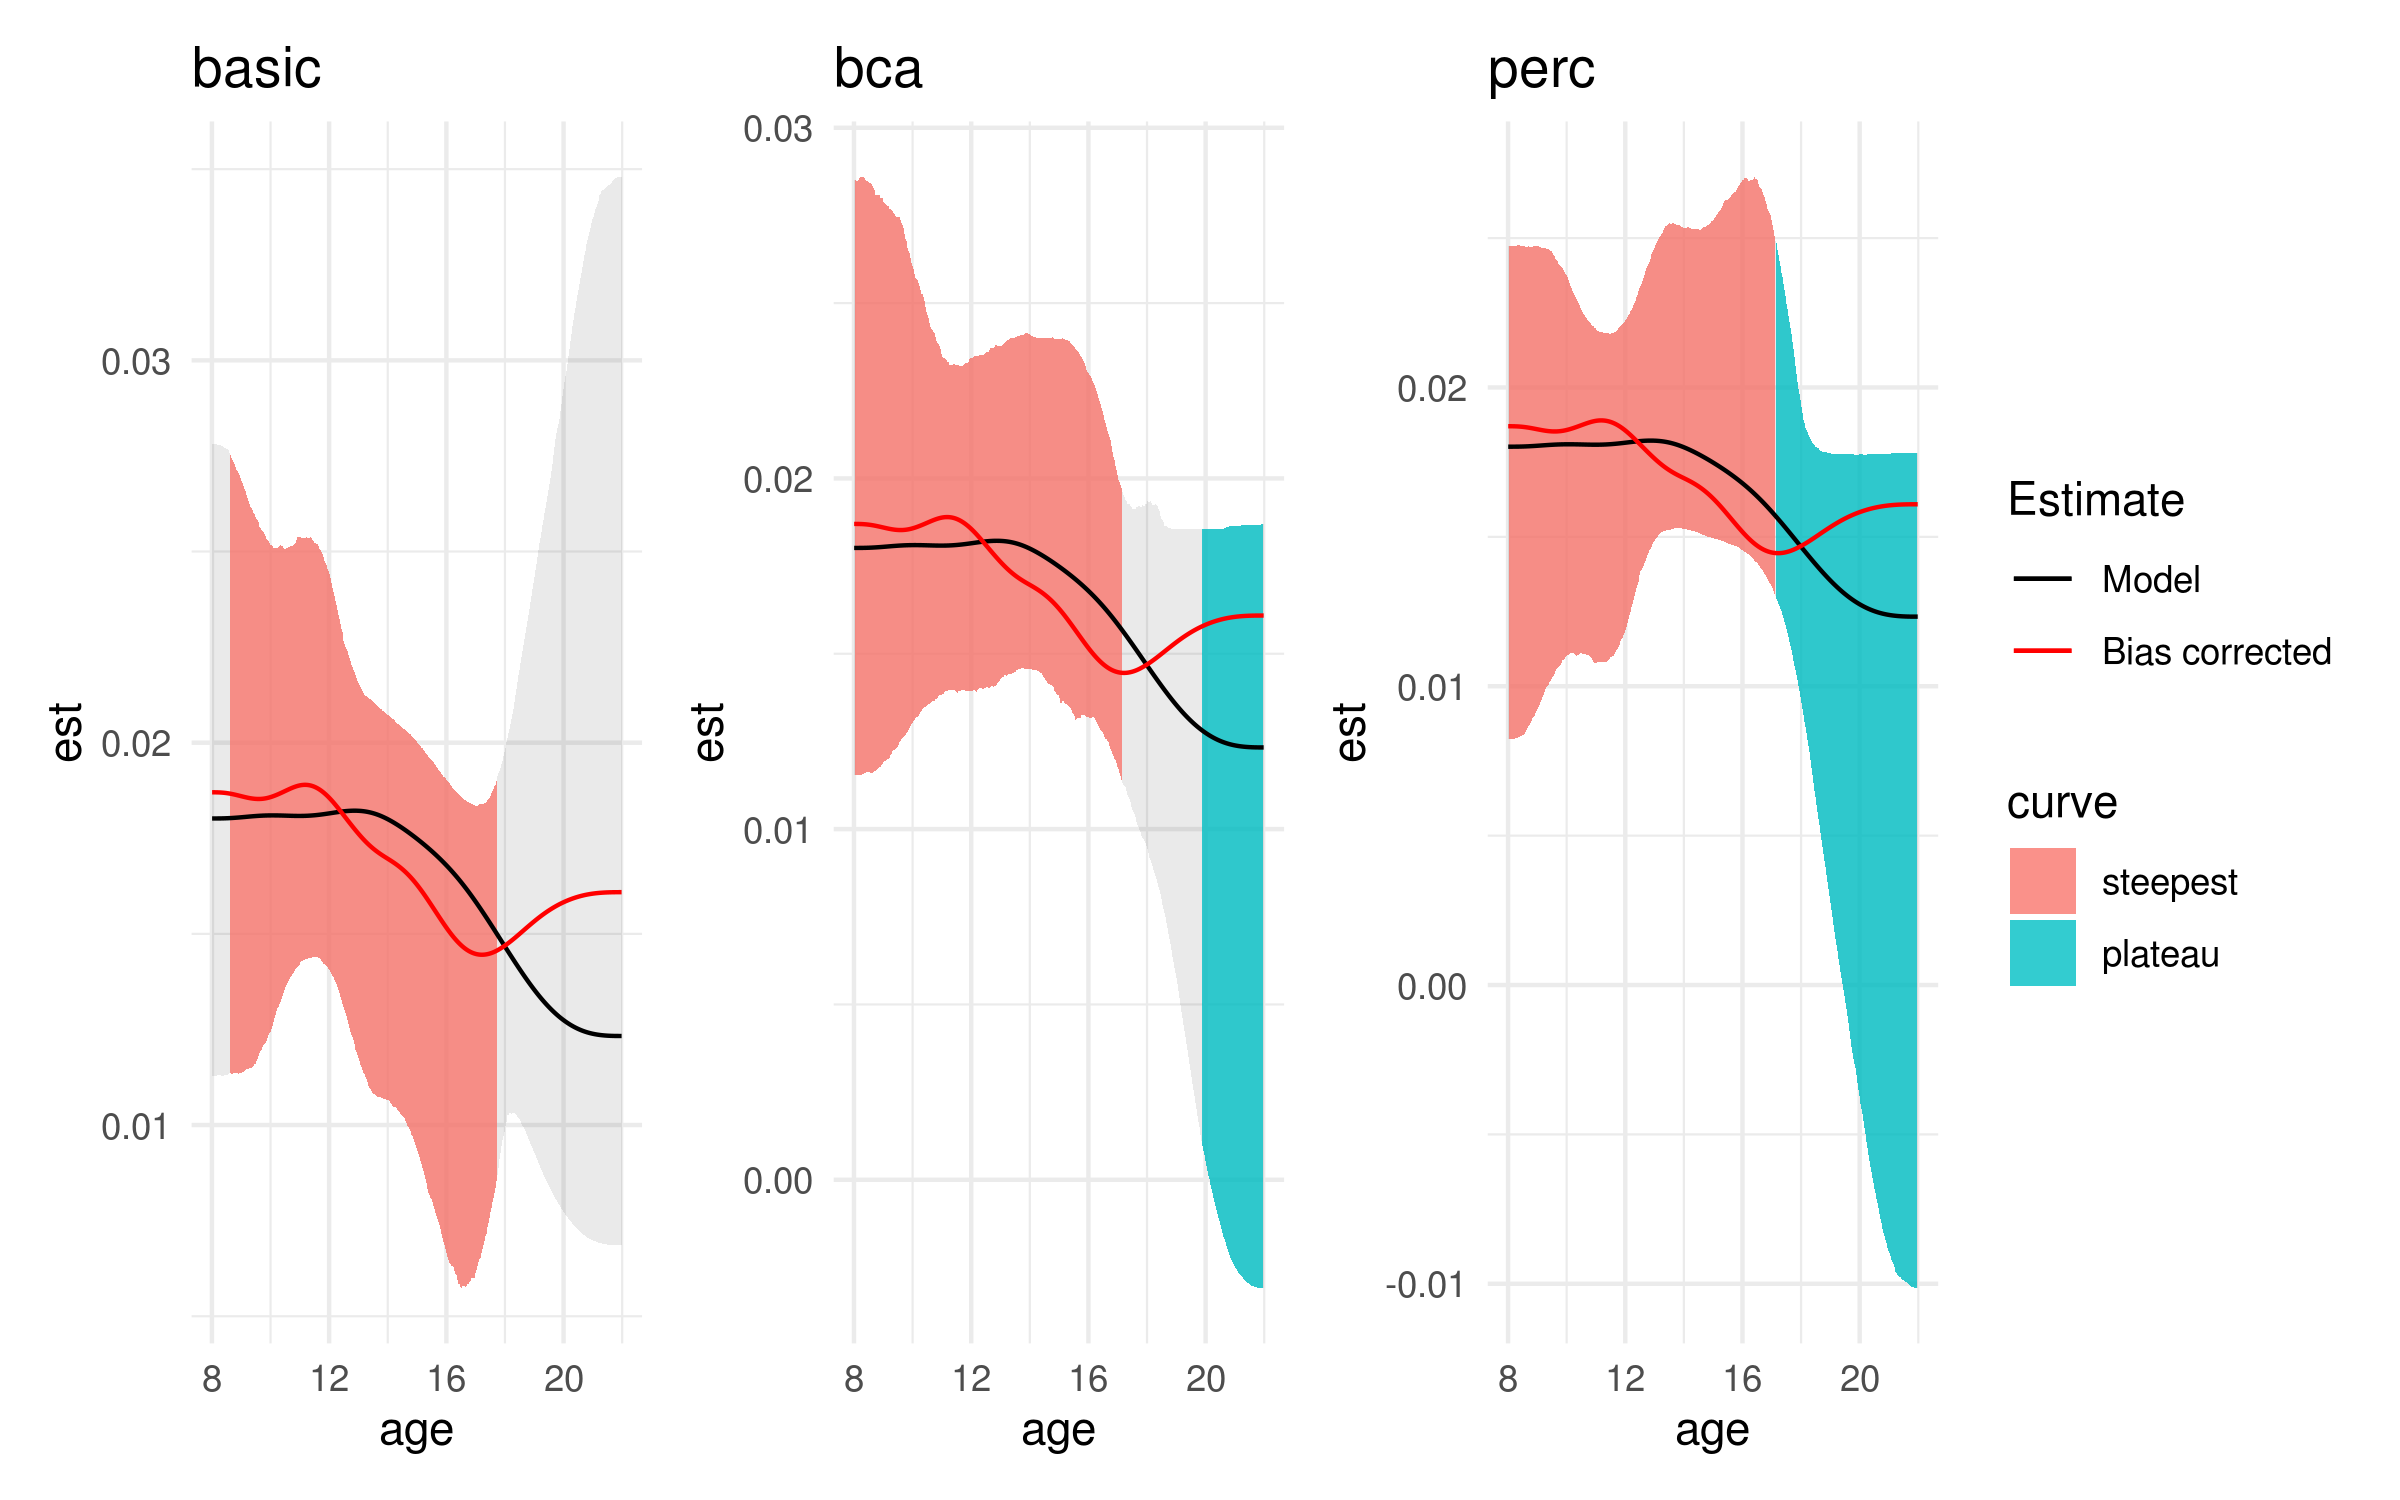 basic
0.03
0.02
0.01
est
8 12 16 20
age
bca
0.03
0.02
0.01
0.00
est
8 12 16 20
age
perc
0.02
0.01
0.00
-0.01
est
8 12 16 20
age
Estimate
Model
Bias corrected
curve
steepest
plateau